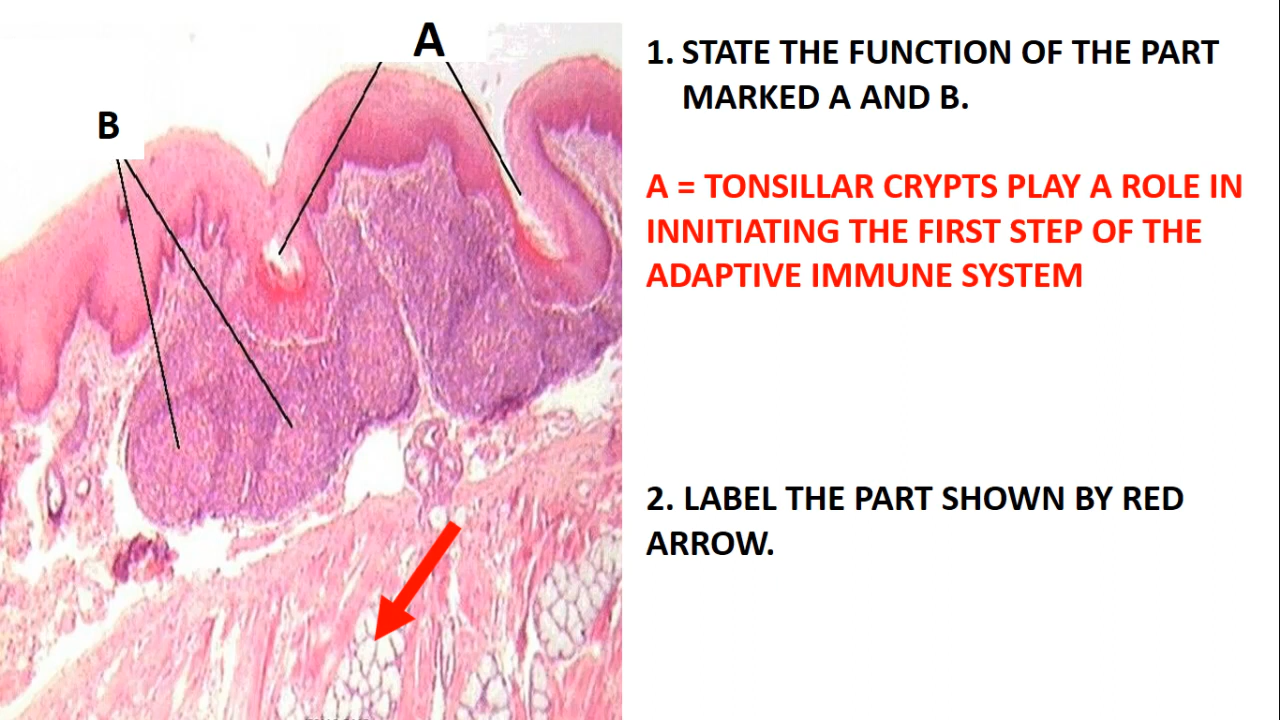 A
B
1. STATE THE FUNCTION OF THE PART
MARKED A AND B.
A = TONSILLAR CRYPTS PLAY A ROLE IN
INNITIATING THE FIRST STEP OF THE
ADAPTIVE IMMUNE SYSTEM
2. LABEL THE PART SHOWN BY RED
ARROW.